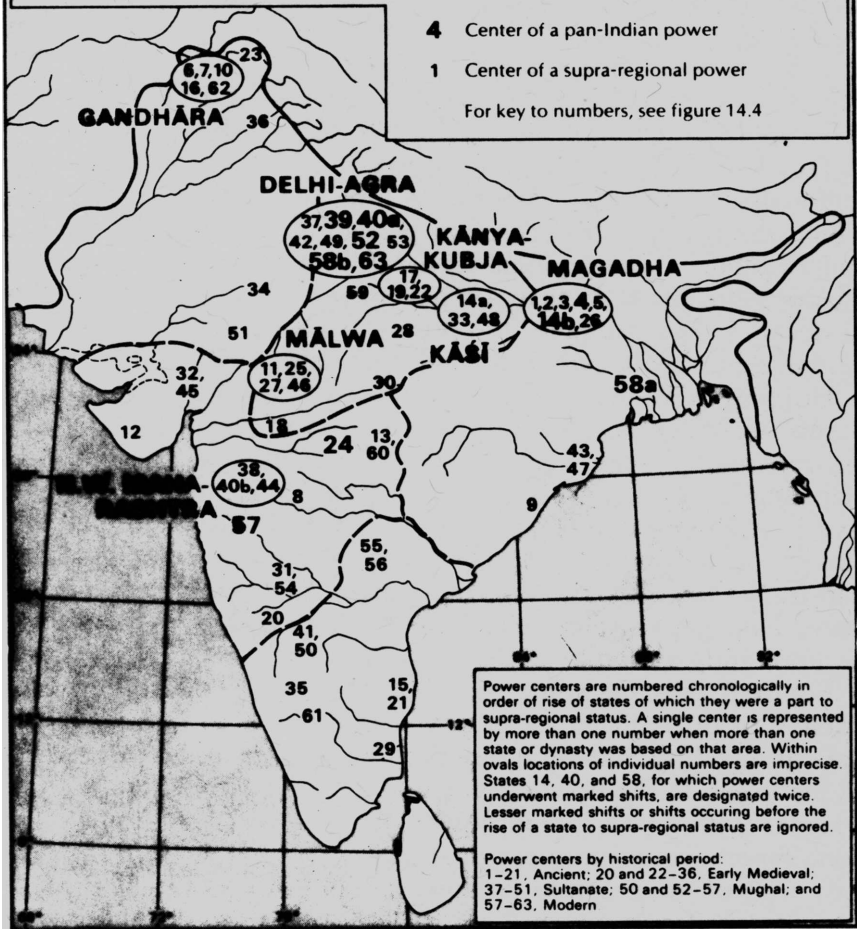 4 Center of a pan-Indian power
1 Center of a supra-regional power
For key to numbers, see figure 14.4
23
6, 7, 10
16, 62
GANDHĀRA
36
DELHI-AGRA
37, 39, 40a,
42, 49, 52 53
58b, 63
KĀNYA-
KUBJA
MAGADHA
17,
19, 22
59
34
14a,
33, 48
1, 2, 3, 4, 5,
14b, 26
51
MĀLWA
28
KĀŚĪ
11, 25,
27, 46
32,
45
30
58a
12
18
24
13,
60
43,
47
38,
40b, 44
8
9
57
55,
56
31,
54
20
41,
50
35
15,
21
61
12°
29
Power centers are numbered chronologically in
order of rise of states of which they were a part to
supra-regional status. A single center is represented
by more than one number when more than one
state or dynasty was based on that area. Within
ovals locations of individual numbers are imprecise.
States 14, 40, and 58, for which power centers
underwent marked shifts, are designated twice.
Lesser marked shifts or shifts occuring before the
rise of a state to supra-regional status are ignored.
Power centers by historical period:
1-21, Ancient; 20 and 22-36, Early Medieval;
37-51, Sultanate; 50 and 52-57, Mughal; and
57-63, Modern